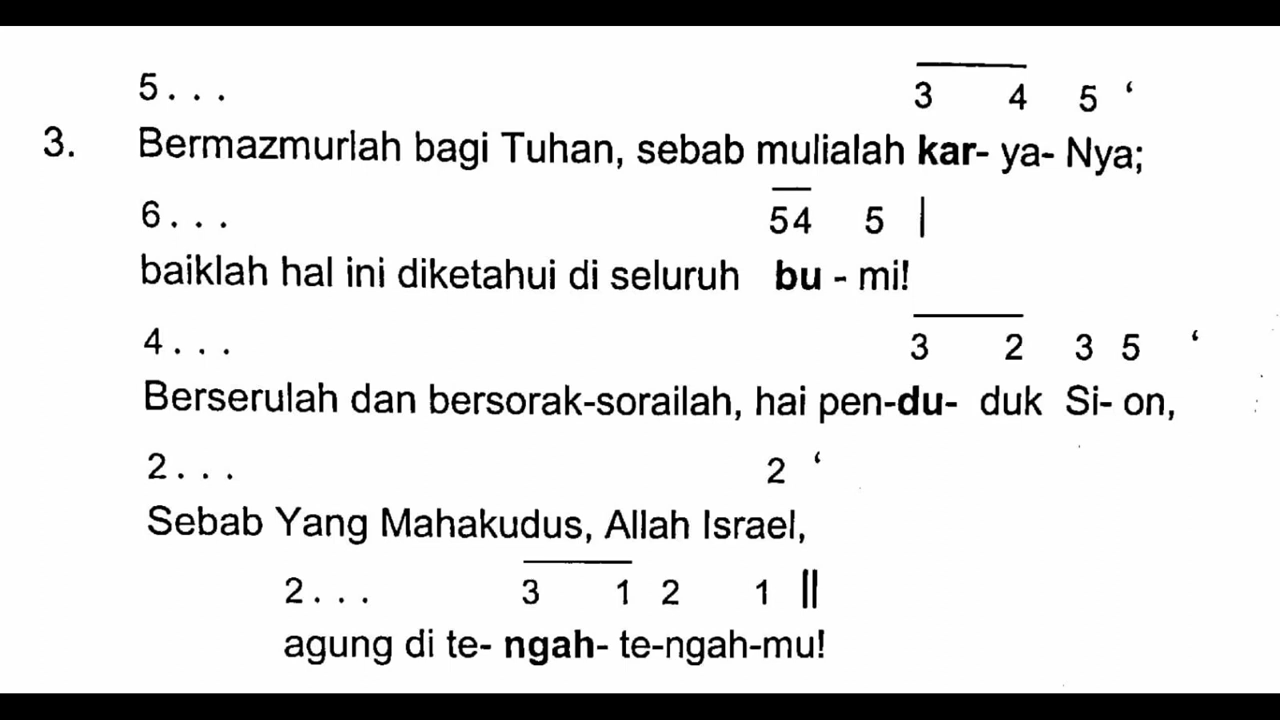 5 . . . 3 4 5 ‘
3. Bermazmurlah bagi Tuhan, sebab mulialah kar- ya- Nya;
6 . . . 54 5 |
baiklah hal ini diketahui di seluruh bu - mi!
4 . . . 3 2 3 5 ‘
Berserulah dan bersorak-sorailah, hai pen-du- duk Si- on,
2 . . . 2 ‘
Sebab Yang Mahakudus, Allah Israel,
2 . . . 3 1 2 1 ||
agung di te- ngah- te-ngah-mu!